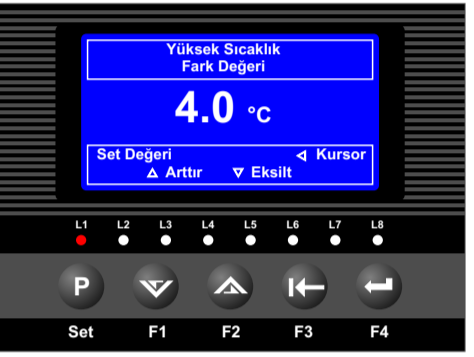 Yüksek Sıcaklık
Fark Değeri
4.0 °C
Set Değeri ◁ Kursor
△ Arttır ▽ Eksilt
L1 L2 L3 L4 L5 L6 L7 L8
P
Set F1 F2 F3 F4